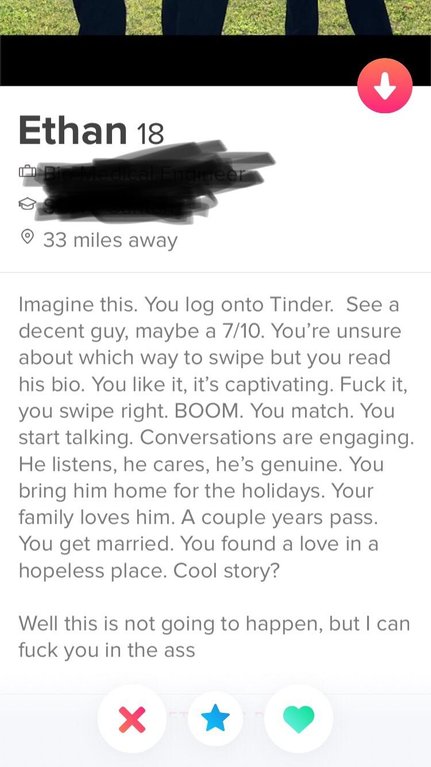 Ethan 18
Bio-Medical Engineer
33 miles away
Imagine this. You log onto Tinder.  See a
decent guy, maybe a 7/10. You’re unsure
about which way to swipe but you read
his bio. You like it, it’s captivating. Fuck it,
you swipe right. BOOM. You match. You
start talking. Conversations are engaging.
He listens, he cares, he’s genuine. You
bring him home for the holidays. Your
family loves him. A couple years pass.
You get married. You found a love in a
hopeless place. Cool story?
Well this is not going to happen, but I can
fuck you in the ass